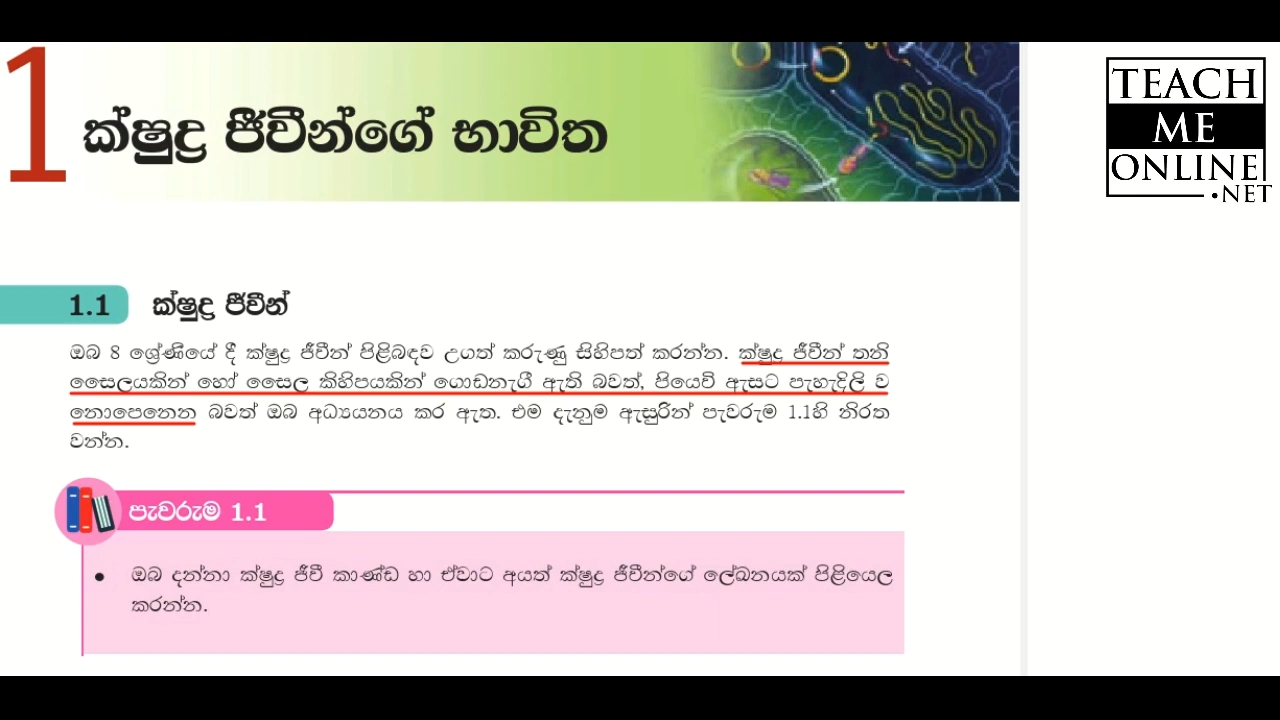 1
ක්ෂුද්‍ර ජීවීන්ගේ භාවිත
TEACH
ME
ONLINE
.NET
1.1 ක්ෂුද්‍ර ජීවීන්
ඔබ 8 ශ්‍රේණියේ දී ක්ෂුද්‍ර ජීවීන් පිළිබඳව උගත් කරුණු සිහිපත් කරන්න. ක්ෂුද්‍ර ජීවීන් තනි
සෛලයකින් හෝ සෛල කිහිපයකින් ගොඩනැගී ඇති බවත්, පියෙවි ඇසට පැහැදිලි ව
නොපෙනෙන බවත් ඔබ අධ්‍යයනය කර ඇත. එම දැනුම ඇසුරින් පැවරුම 1.1හි නිරත
වන්න.
පැවරුම 1.1
• ඔබ දන්නා ක්ෂුද්‍ර ජීවී කාණ්ඩ හා ඒවාට අයත් ක්ෂුද්‍ර ජීවීන්ගේ ලේඛනයක් පිළියෙල
කරන්න.